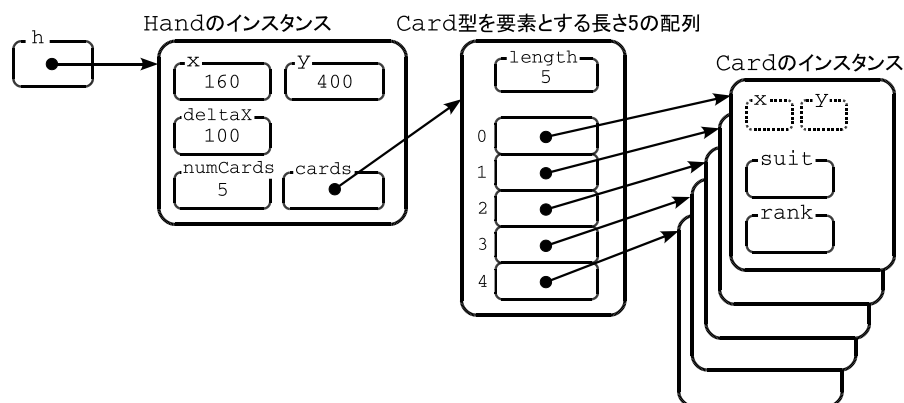 h
Handのインスタンス
x
y
160
400
deltaX
100
numCards
cards
5
Card型を要素とする長さ5の配列
length
5
0
1
2
3
4
Cardのインスタンス
x
y
suit
rank